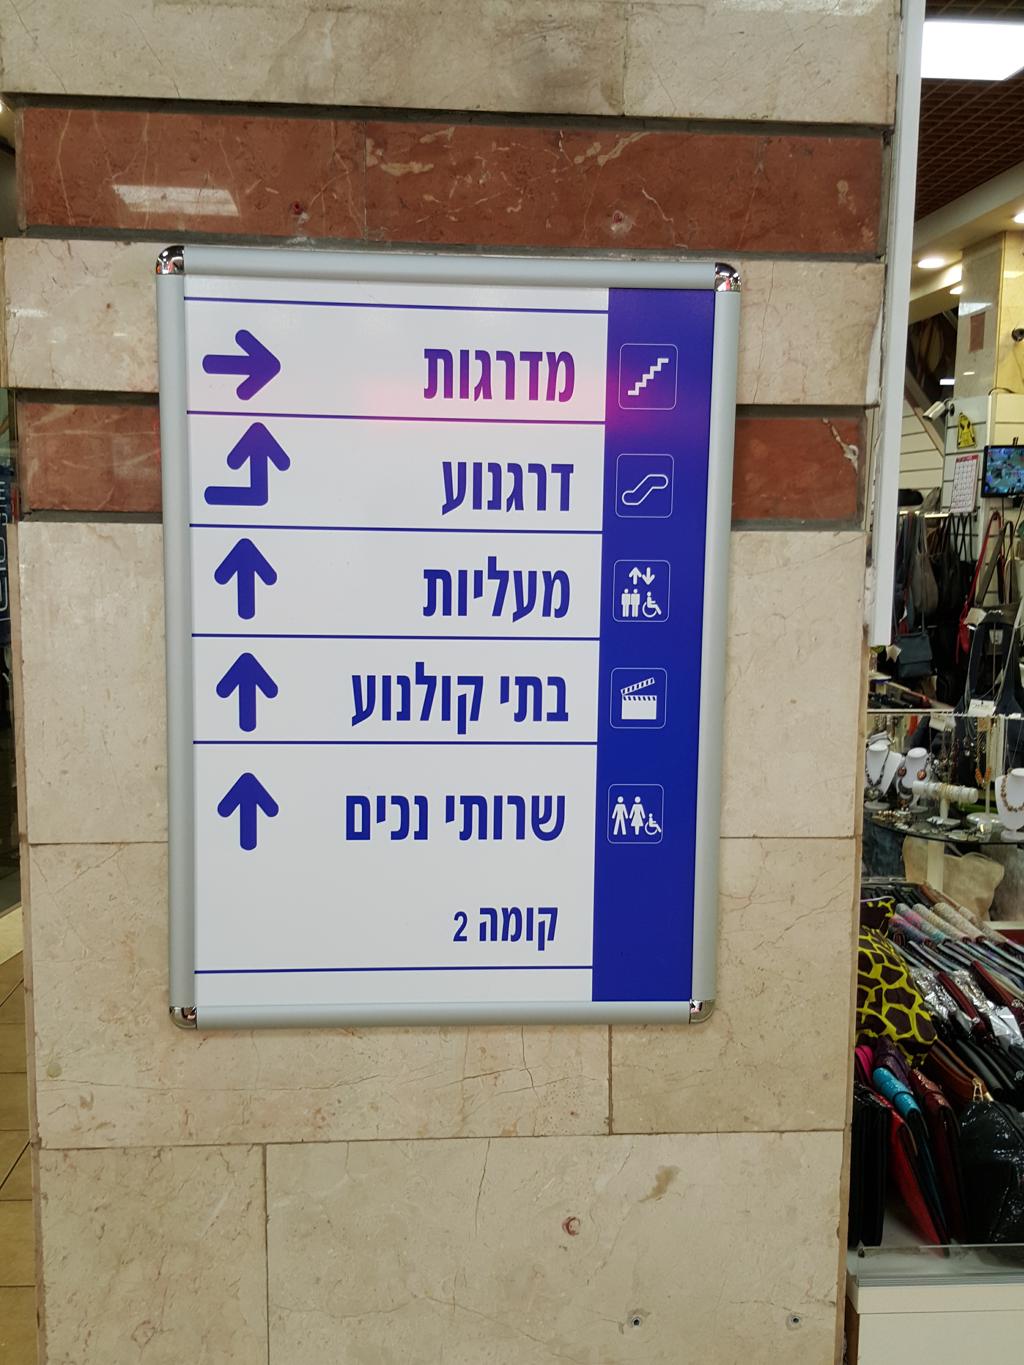 מדרגות
דרגנוע
מעליות
בתי קולנוע
שרותי נכים
קומה 2